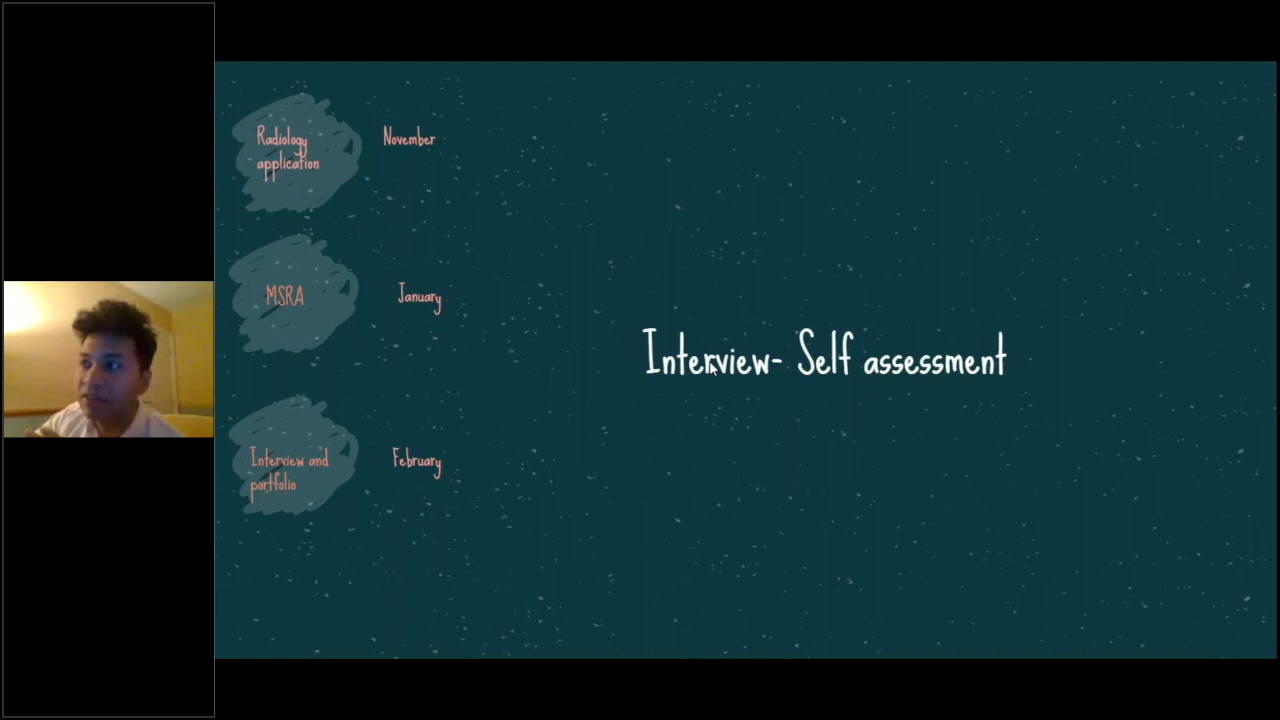 Radiology
application
November
MSRA
January
Interview- Self assessment
Interview and
portfolio
February